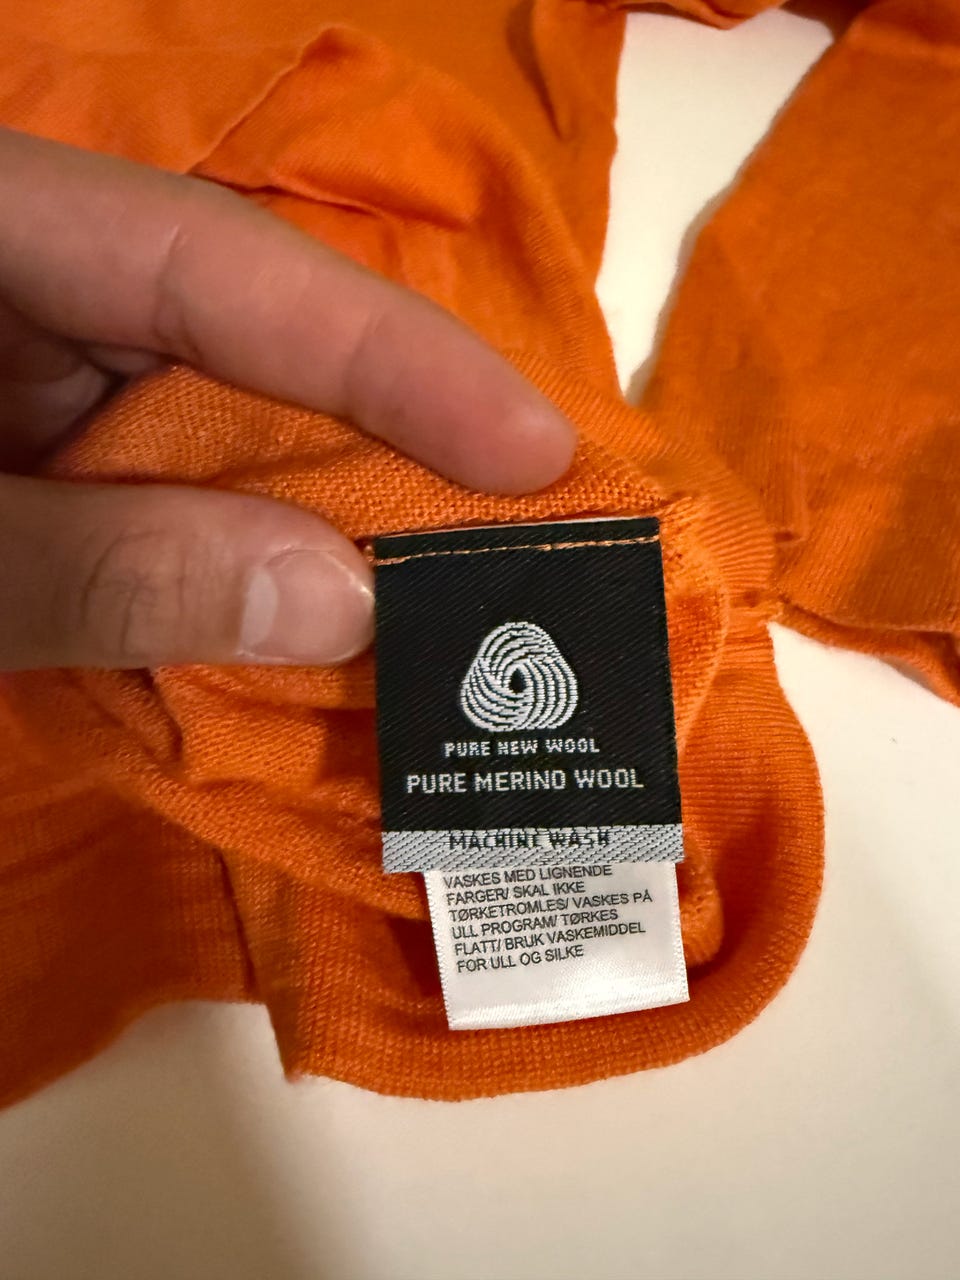 PURE NEW WOOL
PURE MERINO WOOL
MACHINE WASH
VASKES MED LIGNENDE
FARGER/ SKAL IKKE
TØRKETROMLES/ VASKES PÅ
ULL PROGRAM/ TØRKES
FLATT/ BRUK VASKEMIDDEL
FOR ULL OG SILKE